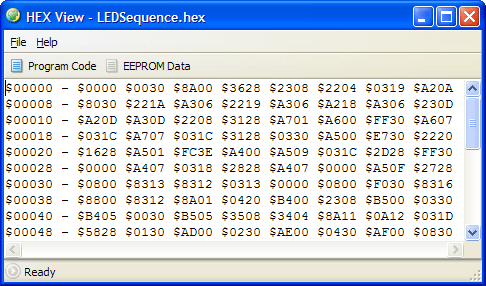 HEX View - LEDSequence.hex
File Help
Program Code EEPROM Data
$00000 - $0000 $0030 $8A00 $3628 $2308 $2204 $0319 $A20A
$00008 - $8030 $221A $A306 $2219 $A306 $A218 $A306 $230D
$00010 - $A20D $A30D $2208 $3128 $A701 $A600 $FF30 $A607
$00018 - $031C $A707 $031C $3128 $0330 $A500 $E730 $2220
$00020 - $1628 $A501 $FC3E $A400 $A509 $031C $2D28 $FF30
$00028 - $0000 $A407 $0318 $2828 $A407 $0000 $A50F $2728
$00030 - $0800 $8313 $8312 $0313 $0000 $0800 $F030 $8316
$00038 - $8800 $8312 $8A01 $0420 $B400 $2308 $B500 $0330
$00040 - $B405 $0030 $B505 $3508 $3404 $8A11 $0A12 $031D
$00048 - $5828 $0130 $AD00 $0230 $AE00 $0430 $AF00 $0830
Ready